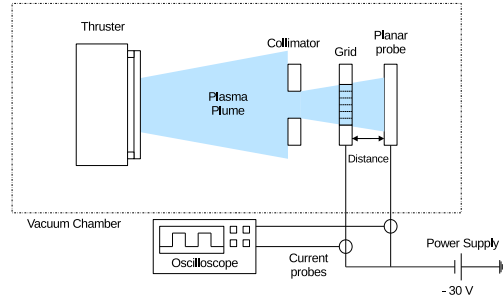 Thruster
Collimator
Grid
Planar
probe
Plasma
Plume
Distance
Vacuum Chamber
Oscilloscope
Current
probes
Power Supply
- 30 V